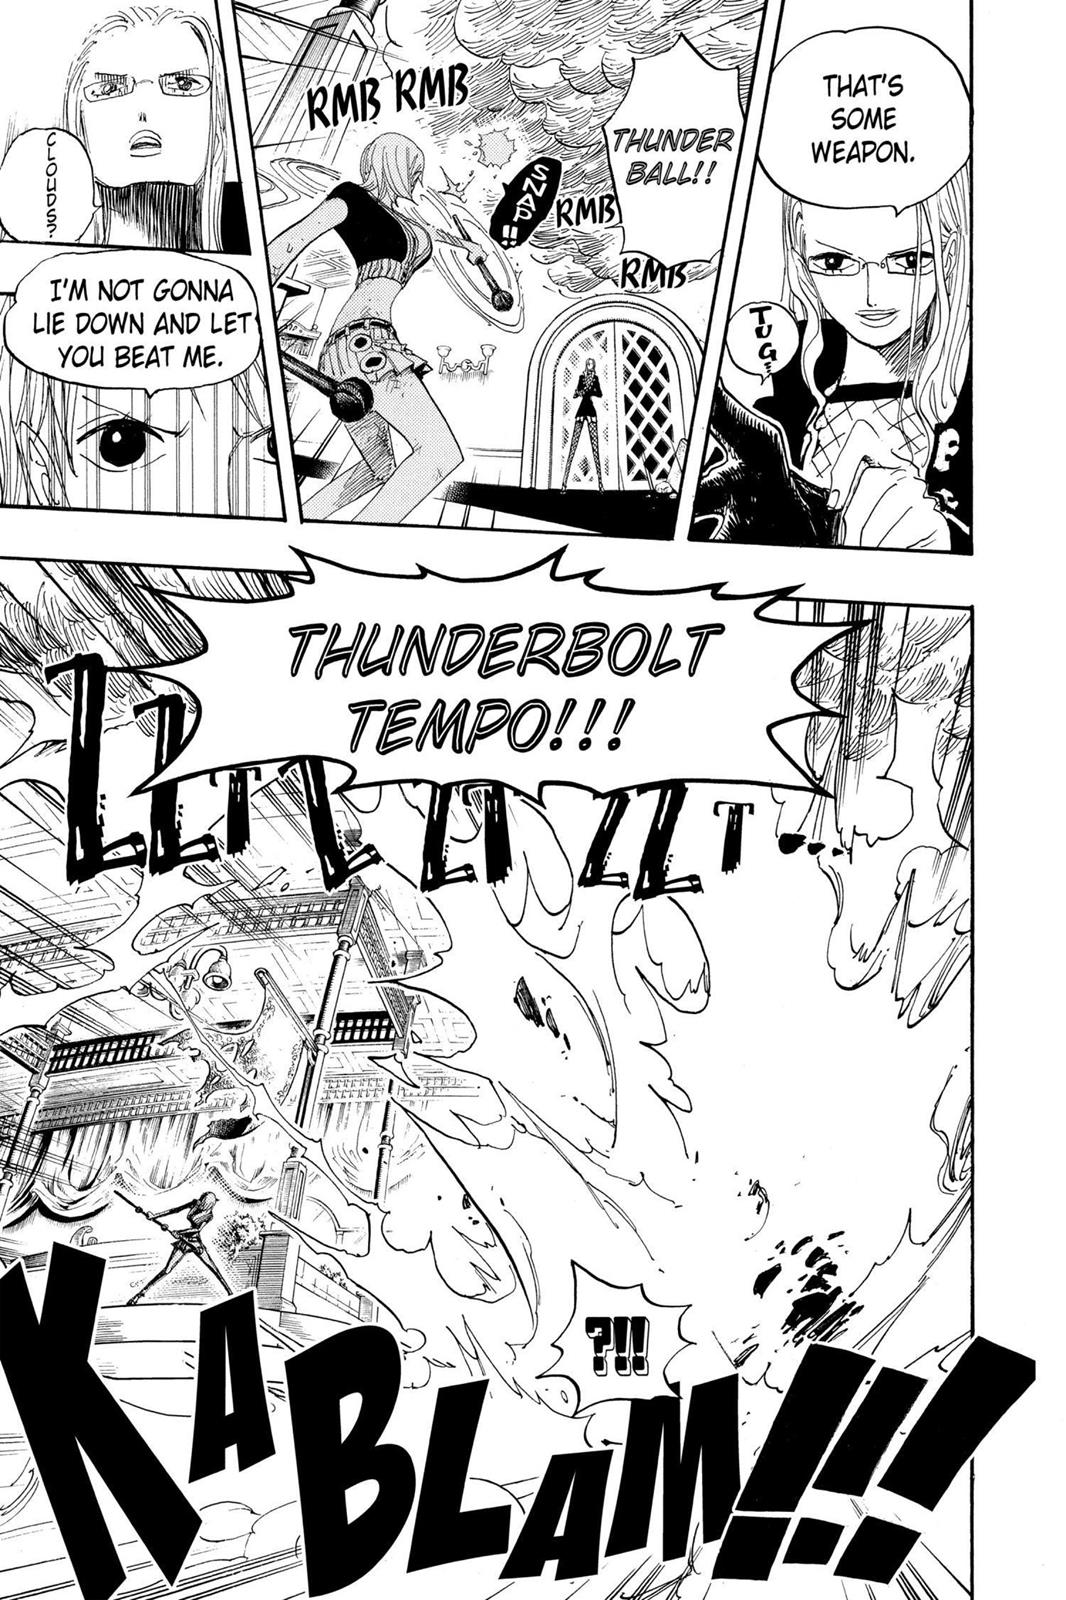 THAT'S
SOME
WEAPON.
TUG...
THUNDER
BALL!!
SNAP!!
RMB RMB
RMB
RMB
CLOUDS?
I'M NOT GONNA
LIE DOWN AND LET
YOU BEAT ME.
THUNDERBOLT
TEMPO!!!
?!!
KABLAM!!!